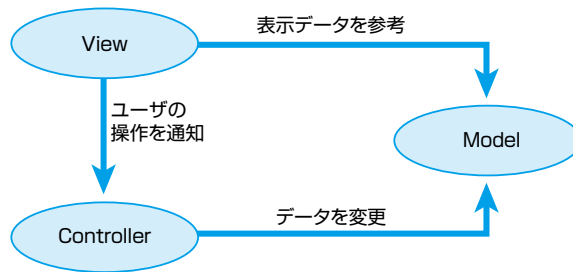 View
表示データを参考
ユーザの
操作を通知
Model
Controller
データを変更